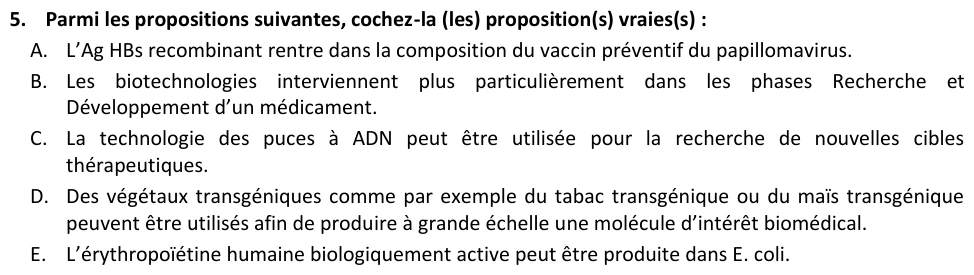 5. Parmi les propositions suivantes, cochez-la (les) proposition(s) vraies(s) :
A. L’Ag HBs recombinant rentre dans la composition du vaccin préventif du papillomavirus.
B. Les biotechnologies interviennent plus particulièrement dans les phases Recherche et
Développement d’un médicament.
C. La technologie des puces à ADN peut être utilisée pour la recherche de nouvelles cibles
thérapeutiques.
D. Des végétaux transgéniques comme par exemple du tabac transgénique ou du maïs transgénique
peuvent être utilisés afin de produire à grande échelle une molécule d’intérêt biomédical.
E. L’érythropoïétine humaine biologiquement active peut être produite dans E. coli.